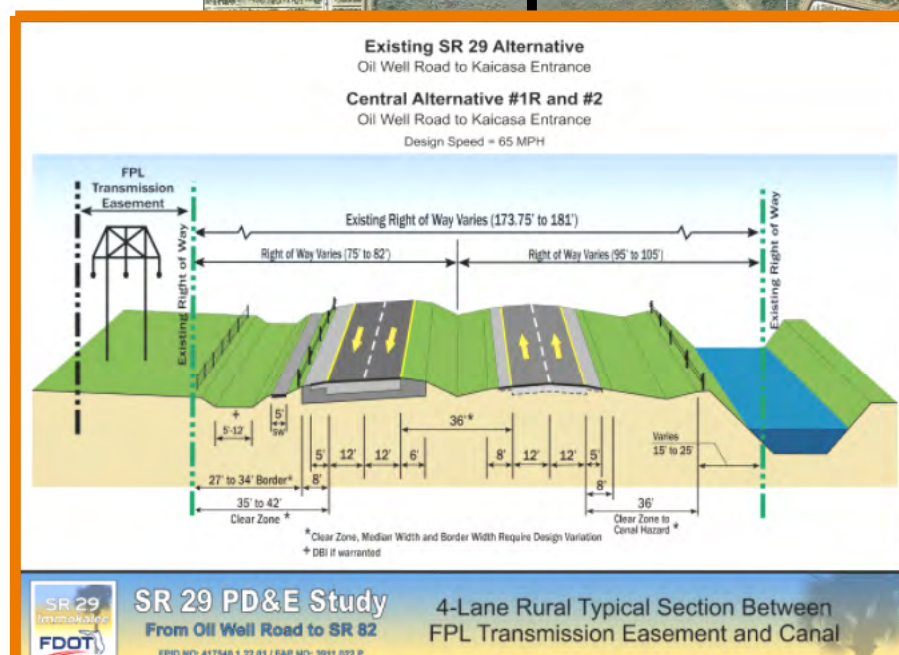 Existing SR 29 Alternative
Oil Well Road to Kaicasa Entrance
Central Alternative #1R and #2
Oil Well Road to Kaicasa Entrance
Design Speed = 65 MPH
FPL
Transmission
Easement
Existing Right of Way
Existing Right of Way Varies (173.75' to 181')
Right of Way Varies (75' to 82')
Right of Way Varies (95' to 105')
Existing Right of Way
+
5'-12'
5'
SW
36'*
5'
12'
12'
6'
8'
12'
12'
5'
Varies
15' to 25'
27' to 34' Border*
8'
8'
35' to 42'
Clear Zone *
36'
Clear Zone to
Canal Hazard *
* Clear Zone, Median Width and Border Width Require Design Variation
+ DBI if warranted
SR 29
Immokalee
FDOT
SR 29 PD&E Study
From Oil Well Road to SR 82
4-Lane Rural Typical Section Between
FPL Transmission Easement and Canal